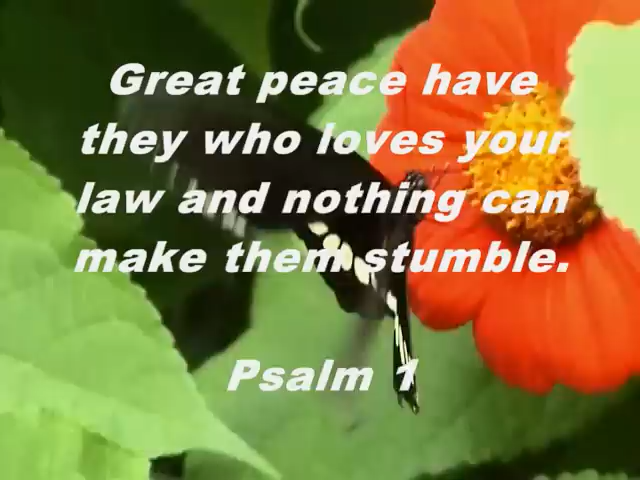 Great peace have
they who loves your
law and nothing can
make them stumble.
Psalm 1